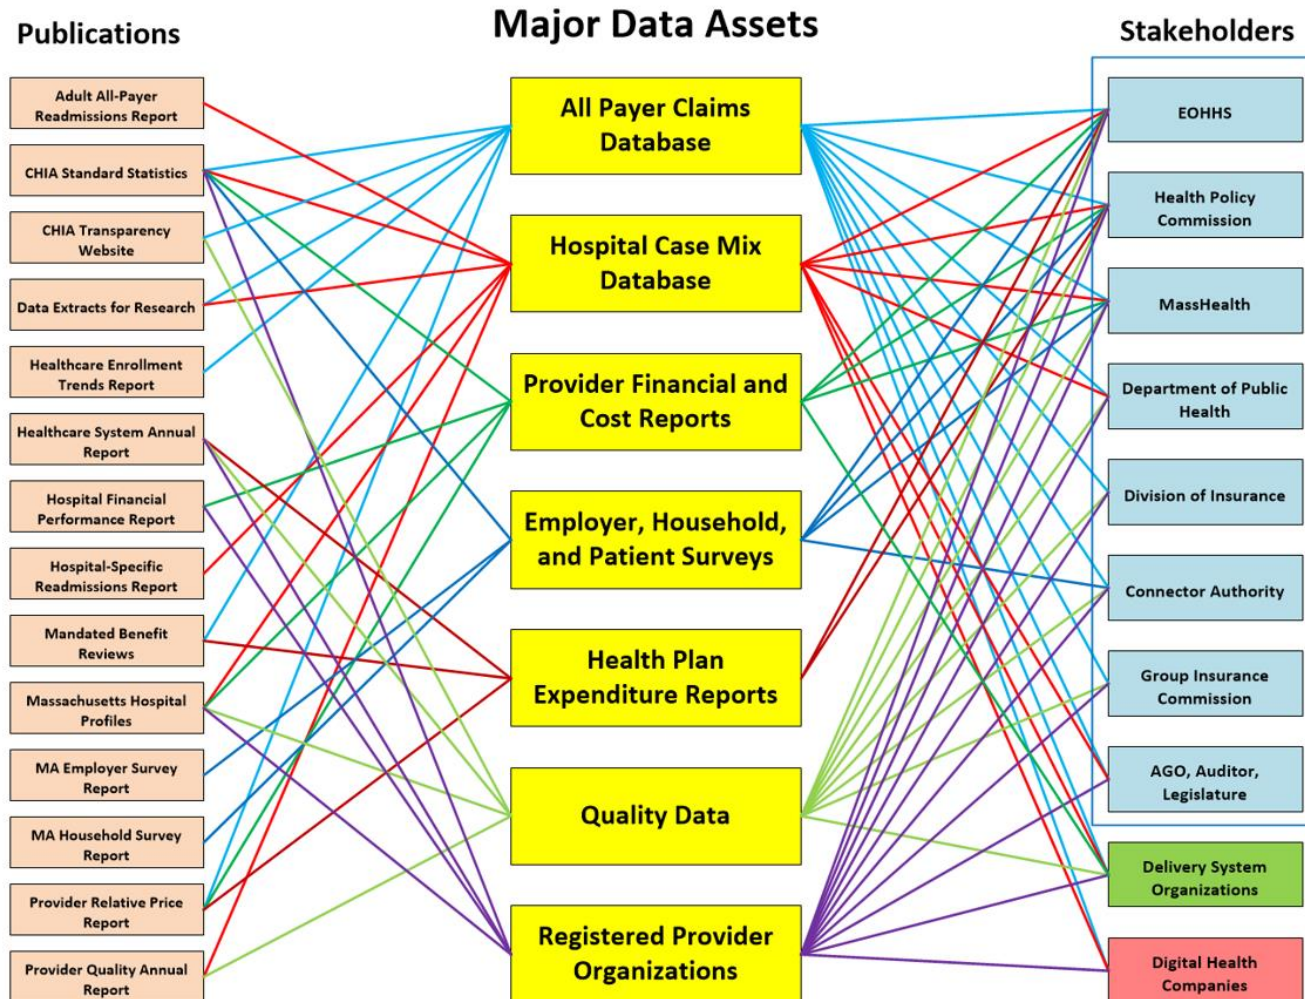 Major Data Assets
Publications
Stakeholders
Adult All-Payer
Readmissions Report
CHIA Standard Statistics
CHIA Transparency
Website
Data Extracts for Research
Healthcare Enrollment
Trends Report
Healthcare System Annual
Report
Hospital Financial
Performance Report
Hospital-Specific
Readmissions Report
Mandated Benefit
Reviews
Massachusetts Hospital
Profiles
MA Employer Survey
Report
MA Household Survey
Report
Provider Relative Price
Report
Provider Quality Annual
Report
All Payer Claims
Database
Hospital Case Mix
Database
Provider Financial and
Cost Reports
Employer, Household,
and Patient Surveys
Health Plan
Expenditure Reports
Quality Data
Registered Provider
Organizations
EOHHS
Health Policy
Commission
MassHealth
Department of Public
Health
Division of Insurance
Connector Authority
Group Insurance
Commission
AGO, Auditor,
Legislature
Delivery System
Organizations
Digital Health
Companies